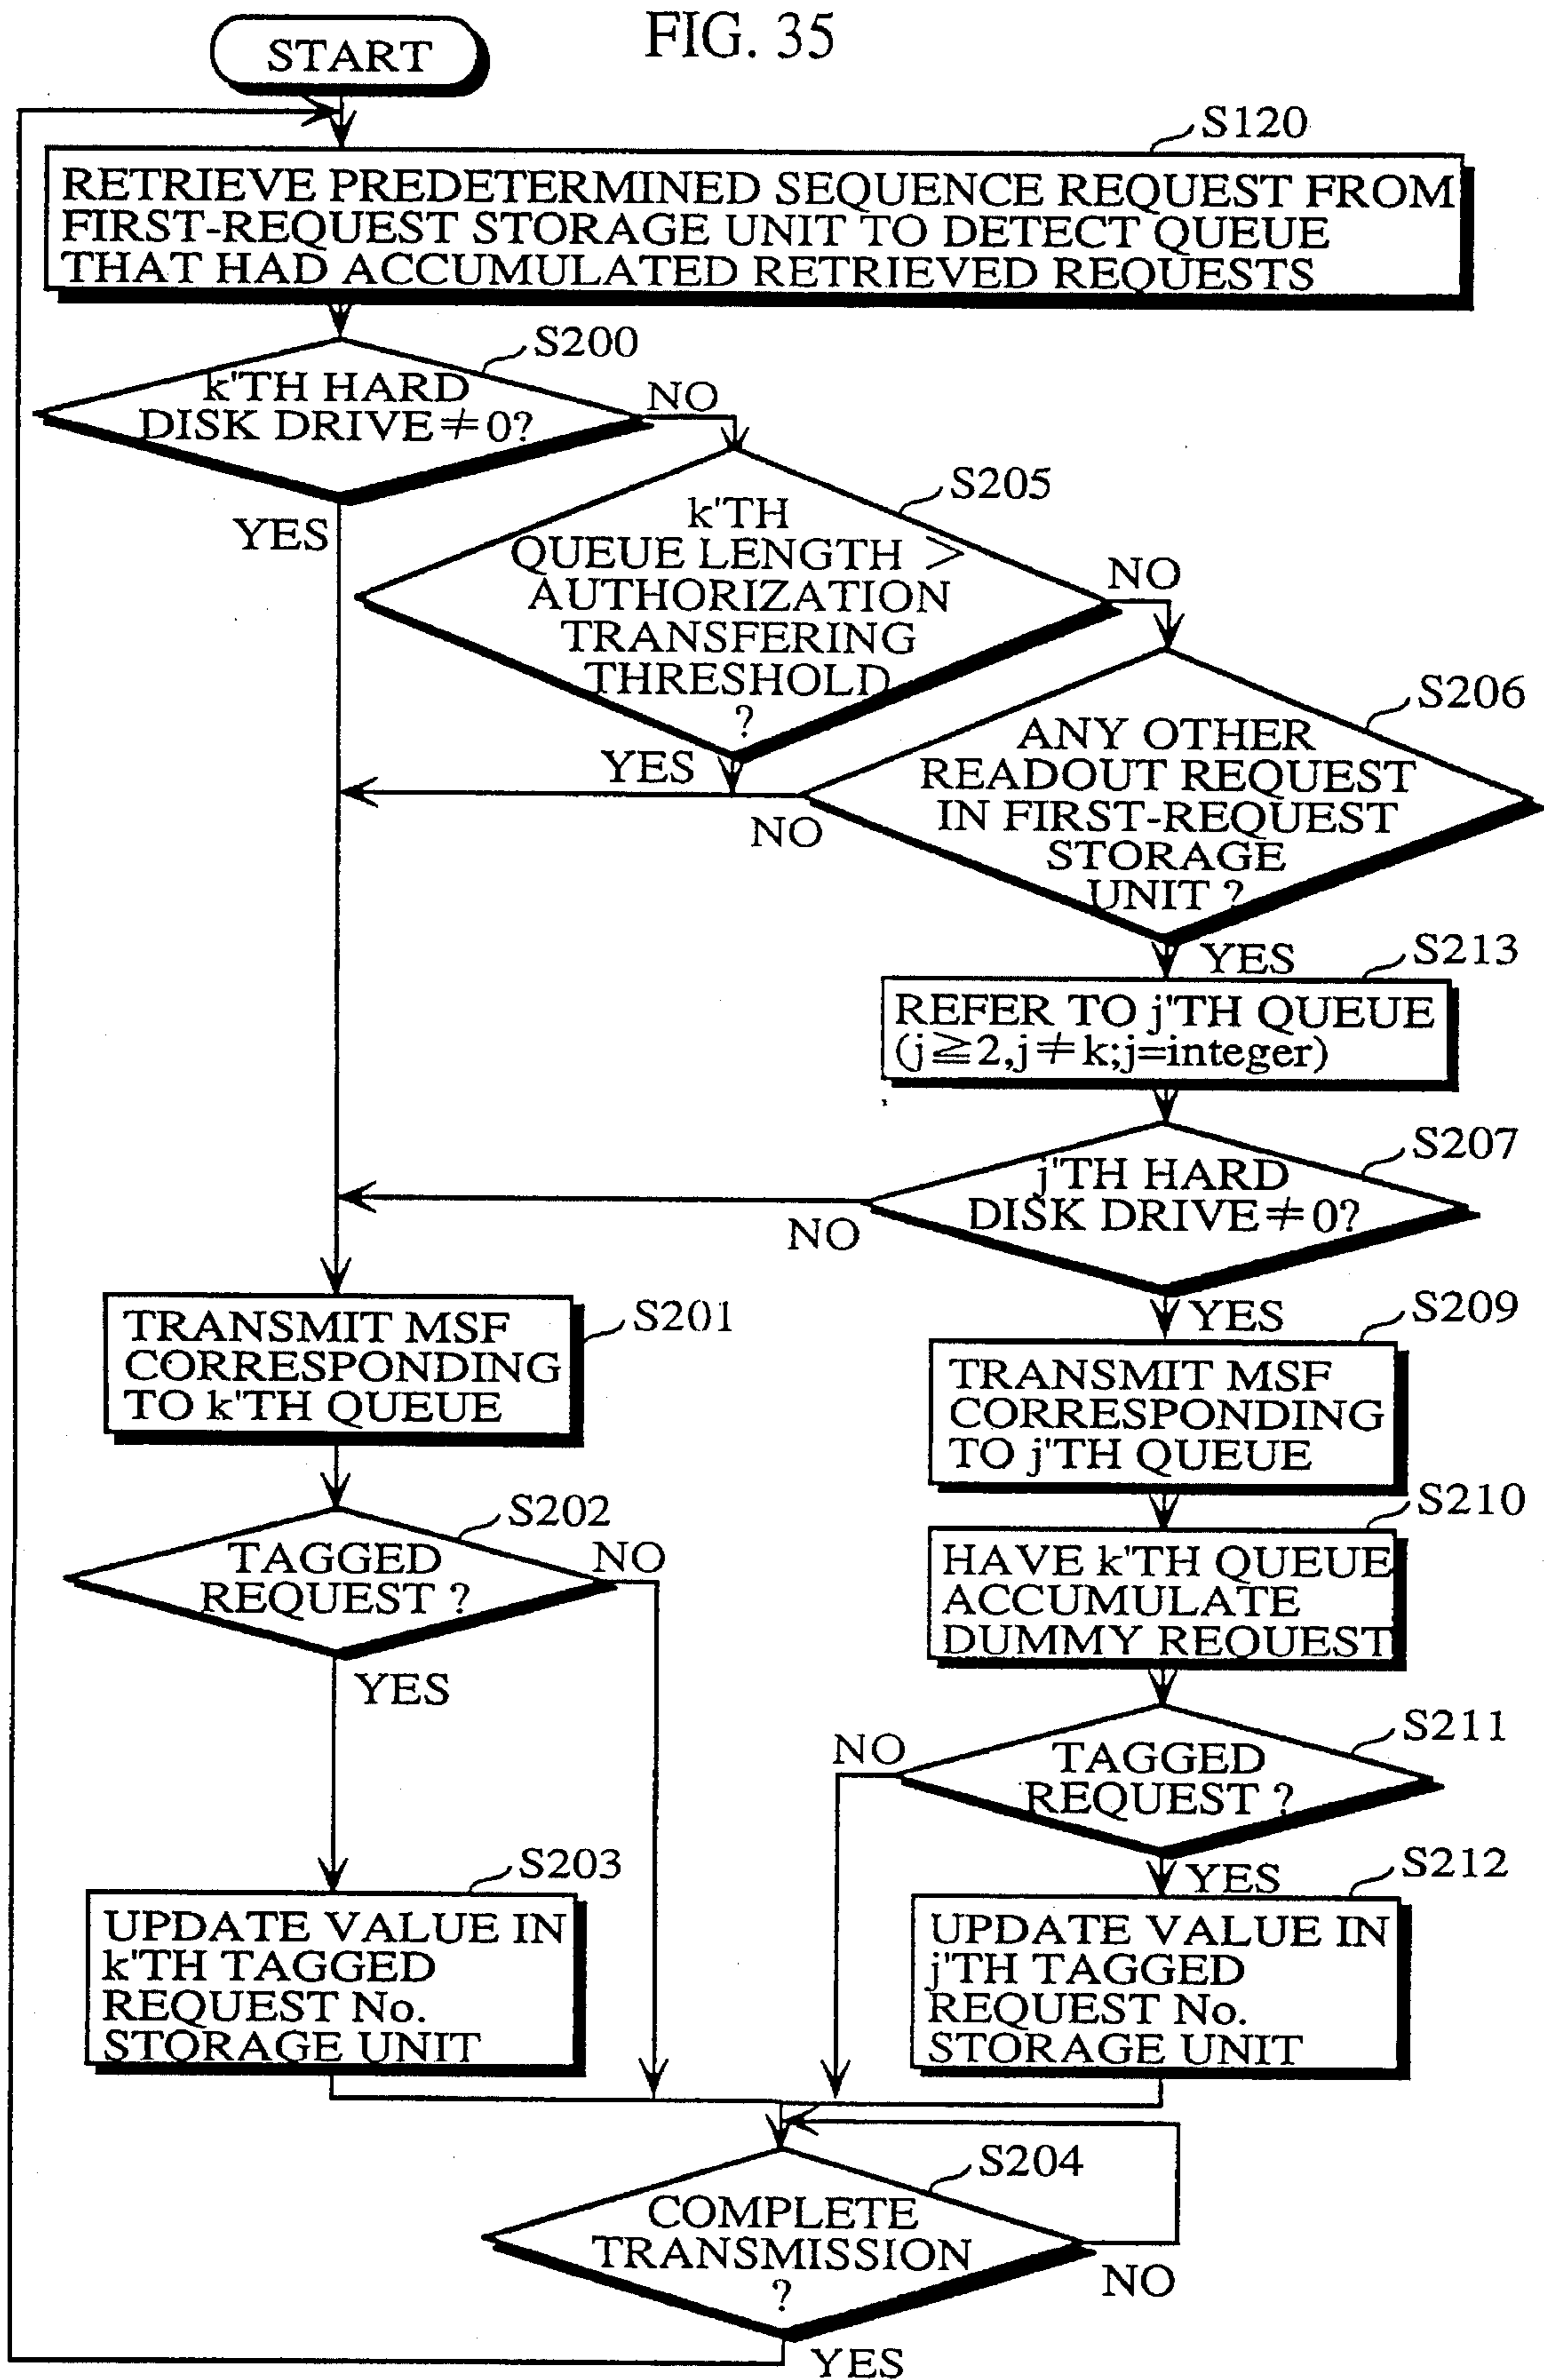 FIG. 35
START
S120
RETRIEVE PREDETERMINED SEQUENCE REQUEST FROM
FIRST-REQUEST STORAGE UNIT TO DETECT QUEUE
THAT HAD ACCUMULATED RETRIEVED REQUESTS
S200
k'TH HARD
DISK DRIVE≠0?
NO
YES
S205
k'TH
QUEUE LENGTH >
AUTHORIZATION
TRANSFERING
THRESHOLD
?
NO
YES
S206
ANY OTHER
READOUT REQUEST
IN FIRST-REQUEST
STORAGE
UNIT ?
NO
YES
S213
REFER TO j'TH QUEUE
(j≧2,j≠k;j=integer)
S207
j'TH HARD
DISK DRIVE≠0?
NO
YES
S201
TRANSMIT MSF
CORRESPONDING
TO k'TH QUEUE
S209
TRANSMIT MSF
CORRESPONDING
TO j'TH QUEUE
S202
TAGGED
REQUEST ?
NO
YES
S210
HAVE k'TH QUEUE
ACCUMULATE
DUMMY REQUEST
S211
TAGGED
REQUEST ?
NO
YES
S203
UPDATE VALUE IN
k'TH TAGGED
REQUEST No.
STORAGE UNIT
S212
UPDATE VALUE IN
j'TH TAGGED
REQUEST No.
STORAGE UNIT
S204
COMPLETE
TRANSMISSION
?
NO
YES